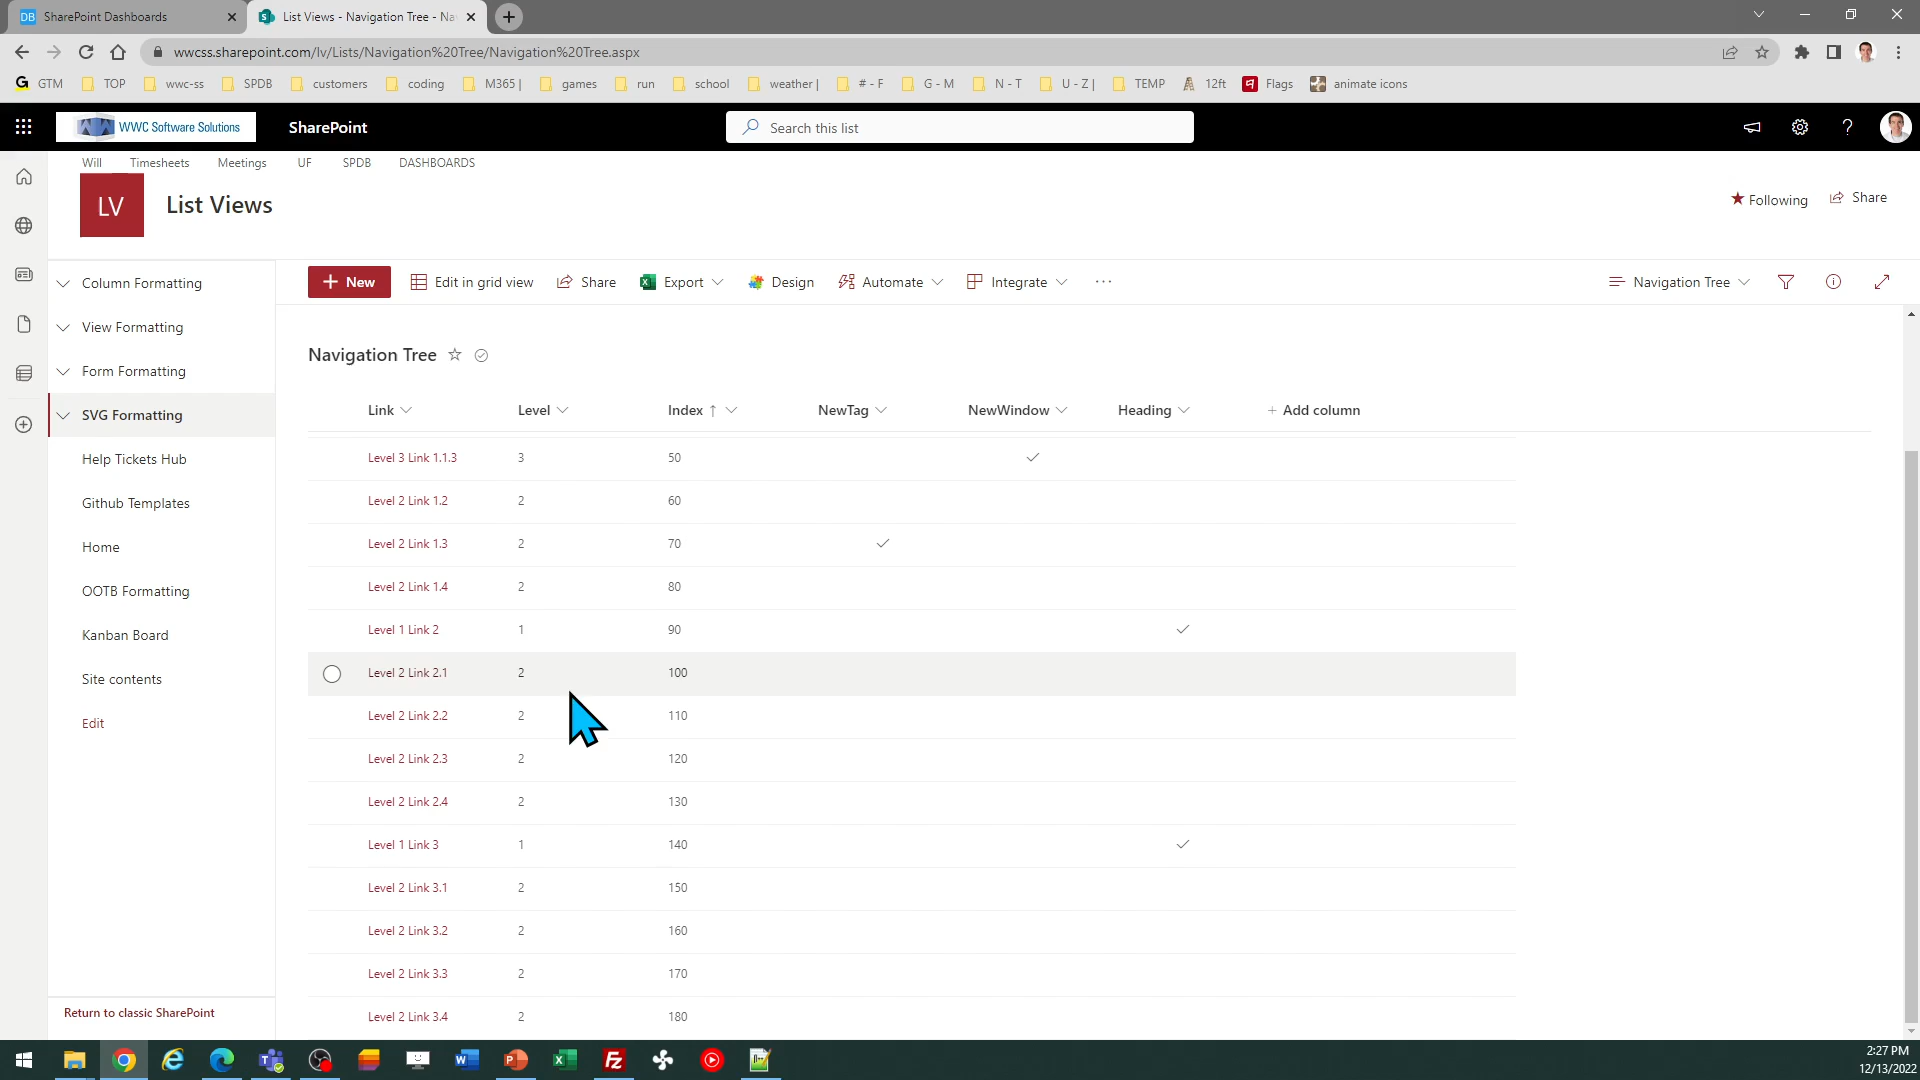 DB SharePoint Dashboards
S List Views - Navigation Tree - Na
wwcss.sharepoint.com/lv/Lists/Navigation%20Tree/Navigation%20Tree.aspx
G GTM TOP wwc-ss SPDB customers coding M365 | games run school weather | # - F G - M N - T U - Z | TEMP 12ft Flags animate icons
WWC Software Solutions SharePoint Search this list ?
Will Timesheets Meetings UF SPDB DASHBOARDS
LV List Views
Following Share
Column Formatting
View Formatting
Form Formatting
SVG Formatting
Help Tickets Hub
Github Templates
Home
OOTB Formatting
Kanban Board
Site contents
Edit
Return to classic SharePoint
+ New Edit in grid view Share Export Design Automate Integrate ... Navigation Tree
Navigation Tree
Link Level Index ↑ NewTag NewWindow Heading + Add column
Level 3 Link 1.1.3 3 50 ✓
Level 2 Link 1.2 2 60
Level 2 Link 1.3 2 70 ✓
Level 2 Link 1.4 2 80
Level 1 Link 2 1 90 ✓
Level 2 Link 2.1 2 100
Level 2 Link 2.2 2 110
Level 2 Link 2.3 2 120
Level 2 Link 2.4 2 130
Level 1 Link 3 1 140 ✓
Level 2 Link 3.1 2 150
Level 2 Link 3.2 2 160
Level 2 Link 3.3 2 170
Level 2 Link 3.4 2 180
2:27 PM
12/13/2022